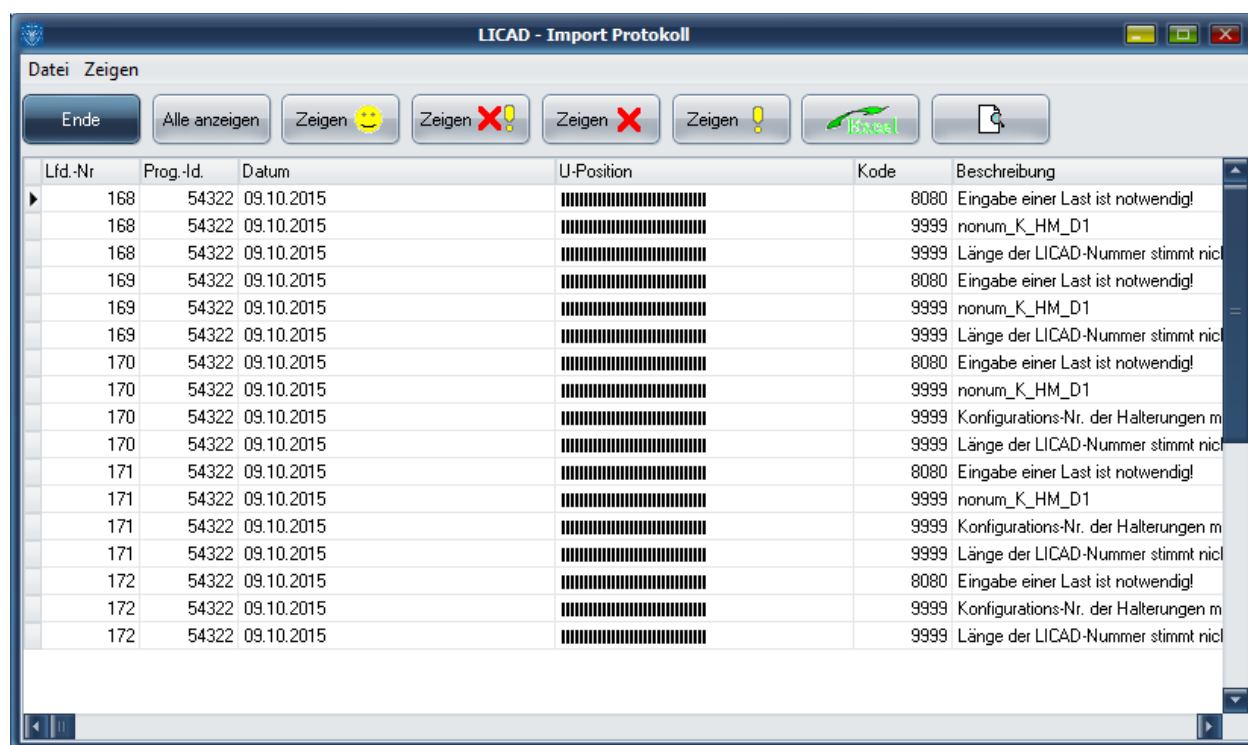 LICAD - Import Protokoll
Datei Zeigen
Ende Alle anzeigen Zeigen Zeigen Zeigen Zeigen Excel
Lfd.-Nr Prog.-Id. Datum U-Position Kode Beschreibung
168 54322 09.10.2015 8080 Eingabe einer Last ist notwendig!
168 54322 09.10.2015 9999 nonum_K_HM_D1
168 54322 09.10.2015 9999 Länge der LICAD-Nummer stimmt nicl
169 54322 09.10.2015 8080 Eingabe einer Last ist notwendig!
169 54322 09.10.2015 9999 nonum_K_HM_D1
169 54322 09.10.2015 9999 Länge der LICAD-Nummer stimmt nicl
170 54322 09.10.2015 8080 Eingabe einer Last ist notwendig!
170 54322 09.10.2015 9999 nonum_K_HM_D1
170 54322 09.10.2015 9999 Konfigurations-Nr. der Halterungen m
170 54322 09.10.2015 9999 Länge der LICAD-Nummer stimmt nicl
171 54322 09.10.2015 8080 Eingabe einer Last ist notwendig!
171 54322 09.10.2015 9999 nonum_K_HM_D1
171 54322 09.10.2015 9999 Konfigurations-Nr. der Halterungen m
171 54322 09.10.2015 9999 Länge der LICAD-Nummer stimmt nicl
172 54322 09.10.2015 8080 Eingabe einer Last ist notwendig!
172 54322 09.10.2015 9999 Konfigurations-Nr. der Halterungen m
172 54322 09.10.2015 9999 Länge der LICAD-Nummer stimmt nicl